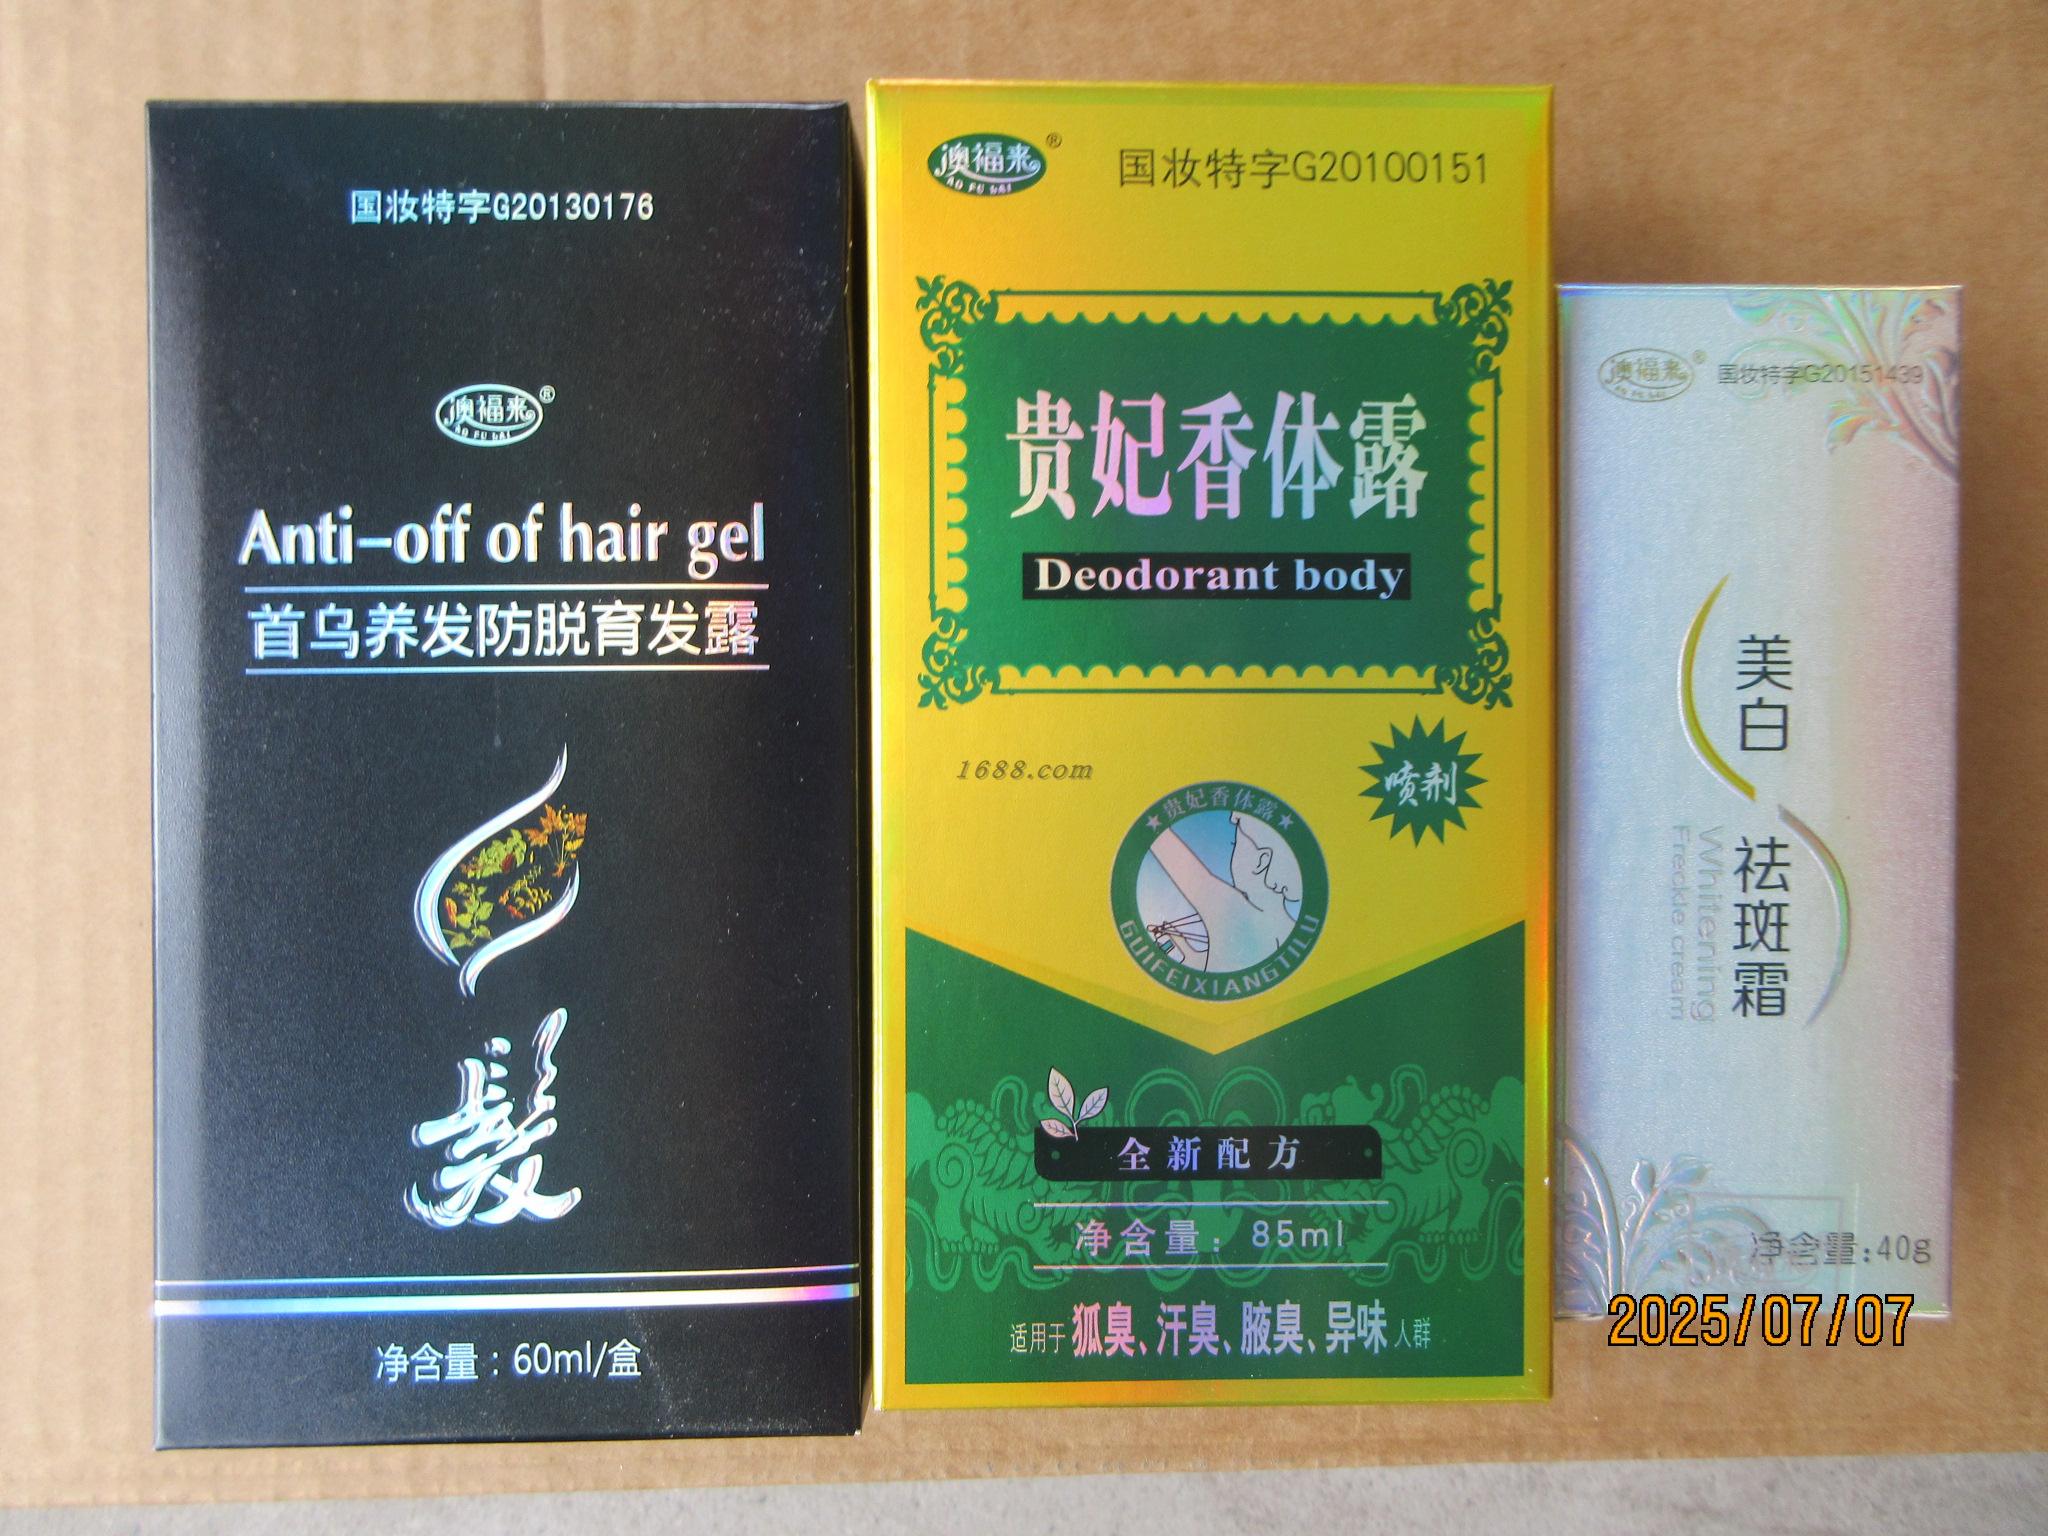 国妆特字G20130176
澳福来®
AO FU LAI
Anti-off of hair gel
首乌养发防脱育发露
髮
净含量：60ml/盒
澳福来®
AO FU LAI
国妆特字G20100151
贵妃香体露
Deodorant body
1688.com
喷剂
★贵妃香体露★
GUIFEIXIANGTILU
全新配方
净含量：85ml
适用于狐臭、汗臭、腋臭、异味人群
澳福来®
AO FU LAI
国妆特字G20151439
美白
祛斑霜
Whitening
Freckle cream
净含量:40g
2025/07/07